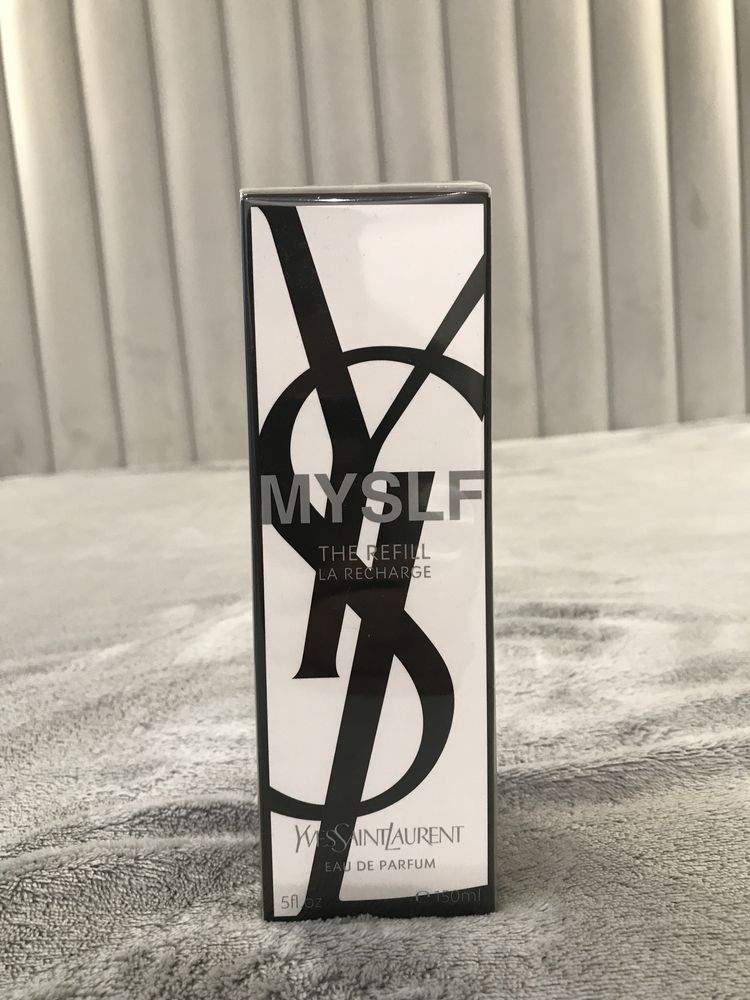 MYSLF
THE REFILL
LA RECHARGE
YVESSAINTLAURENT
EAU DE PARFUM
5fl.oz ℮150ml